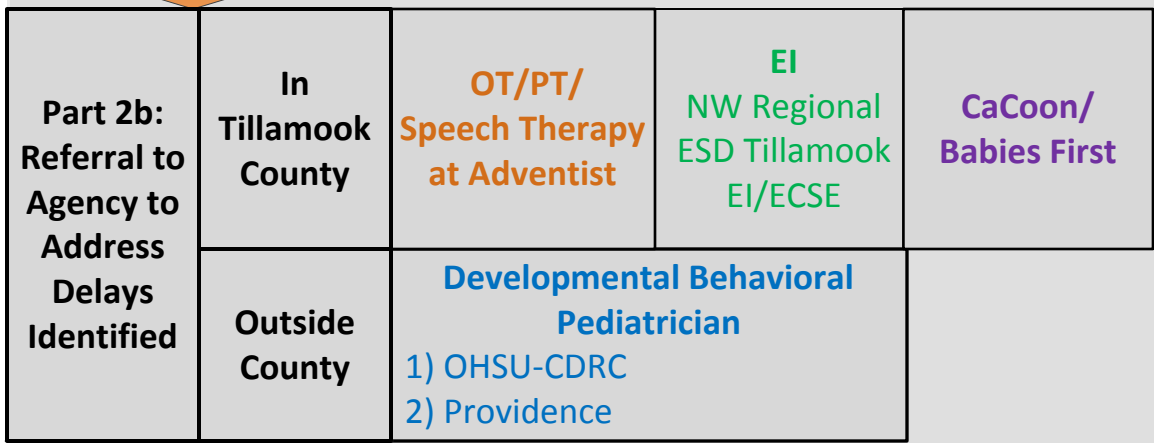 Part 2b:
Referral to
Agency to
Address
Delays
Identified
In
Tillamook
County
OT/PT/
Speech Therapy
at Adventist
EI
NW Regional
ESD Tillamook
EI/ECSE
CaCoon/
Babies First
Outside
County
Developmental Behavioral
Pediatrician
1) OHSU-CDRC
2) Providence